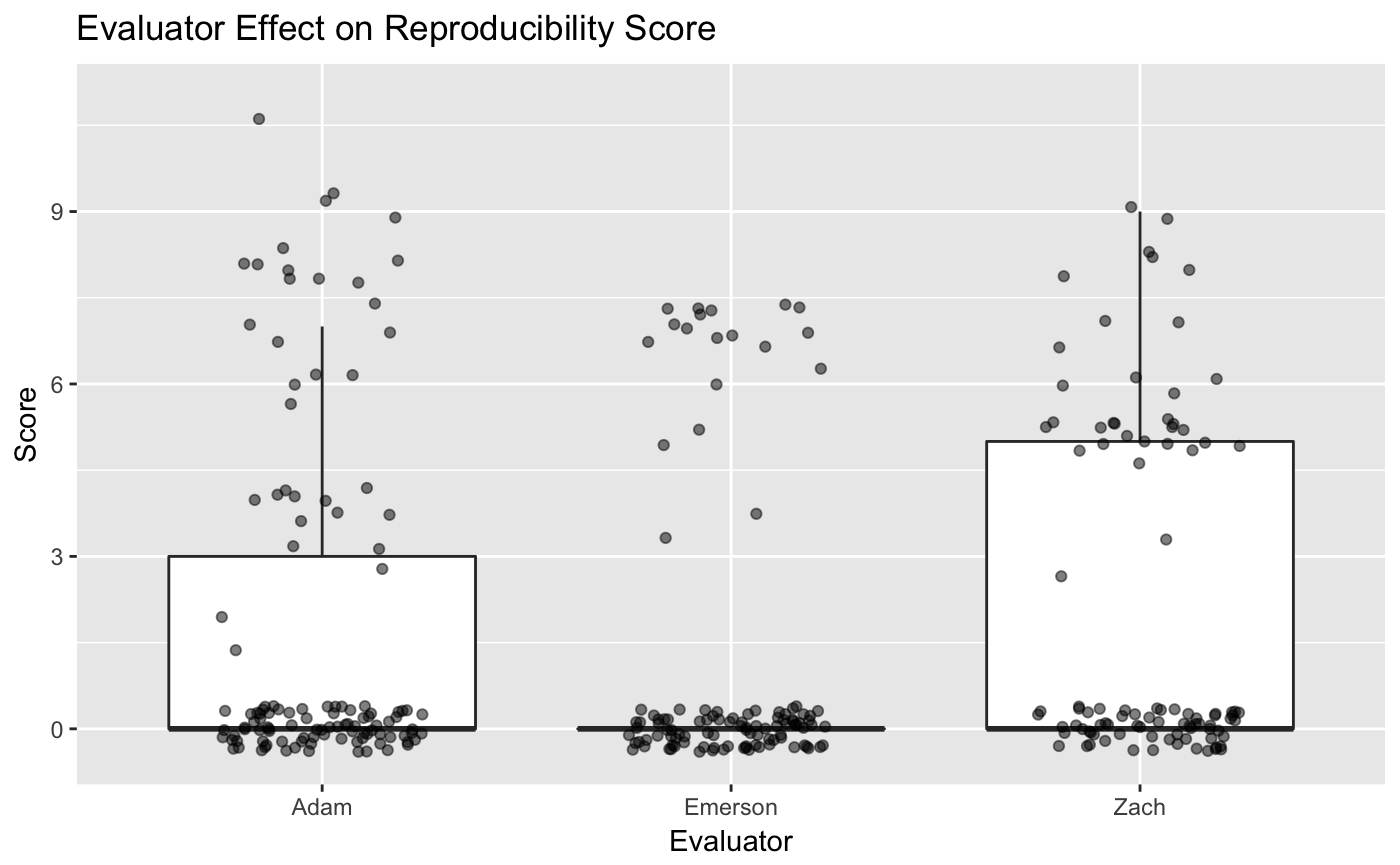 Evaluator Effect on Reproducibility Score
9
6
3
0
Score
Adam Emerson Zach
Evaluator